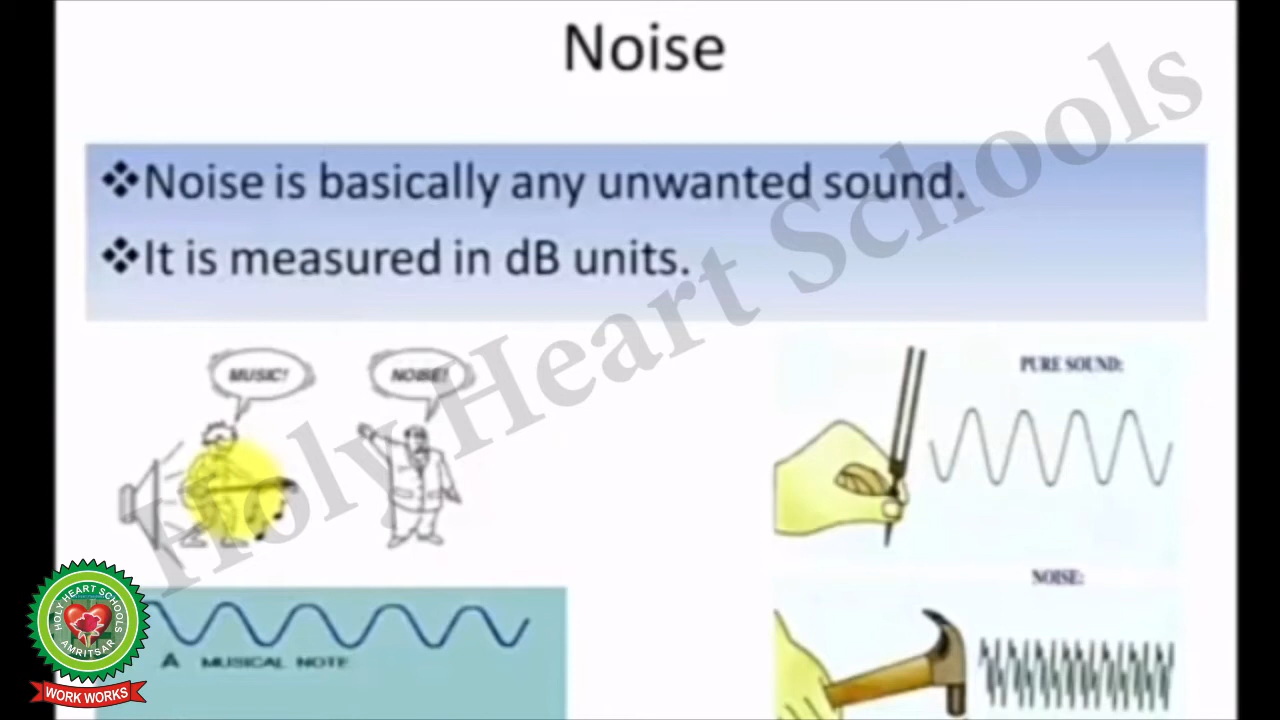 Noise
❖Noise is basically any unwanted sound.
❖It is measured in dB units.
MUSIC!
NOISE!
PURE SOUND:
NOISE:
A MUSICAL NOTE
Holy Heart Schools
HOLY HEART SCHOOLS
AMRITSAR
WORK WORKS